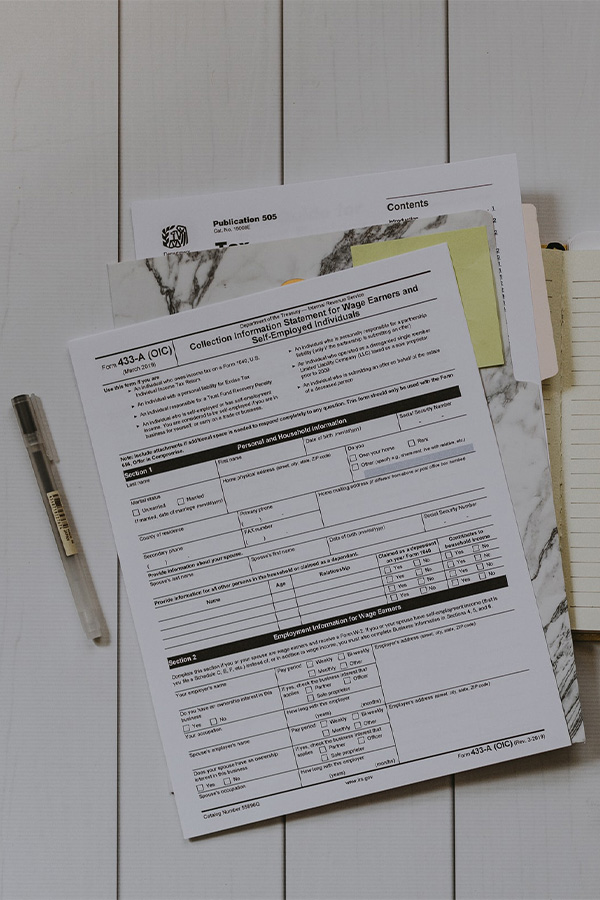 Publication 505
Cat. No. 15008E
Contents
Tax
Introduction
Department of the Treasury — Internal Revenue Service
Form 433-A (OIC)
(March 2019)
Collection Information Statement for Wage Earners and
Self-Employed Individuals
Use this form if you are
► An individual who owes income tax on a Form 1040, U.S.
Individual Income Tax Return
► An individual with a personal liability for Excise Tax
► An individual responsible for a Trust Fund Recovery Penalty
► An individual who is self-employed or has self-employment
income. You are considered to be self-employed if you are in
business for yourself, or carry on a trade or business.
► An individual who is personally responsible for a partnership
liability (only if the partnership is submitting an offer)
► An individual who operated as a disregarded single member
Limited Liability Company (LLC) taxed as a sole proprietor
prior to 2009
► An individual who is submitting an offer on behalf of the estate
of a deceased person
Note: Include attachments if additional space is needed to respond completely to any question. This form should only be used with the Form
656, Offer in Compromise.
Section 1
Personal and Household Information
Last name
First name
Date of birth (mm/dd/yyyy)
Social Security Number
Marital status
Unmarried
Married
(if married, date of marriage (mm/dd/yyyy))
Home physical address (street, city, state, ZIP code)
Do you
Own your home
Rent
Other (specify e.g., share rent, live with relative, etc.)
County of residence
Primary phone
Home mailing address (if different from above or post office box number)
Secondary phone
FAX number
Provide information about your spouse.
Spouse's last name
Spouse's first name
Date of birth (mm/dd/yyyy)
Social Security Number
Provide information for all other persons in the household or claimed as a dependent.
Name
Age
Relationship
Claimed as a dependent
on your Form 1040
Contributes to
household income
Yes No Yes No
Yes No Yes No
Yes No Yes No
Yes No Yes No
Section 2
Employment Information for Wage Earners
Complete this section if you or your spouse are wage earners and receive a Form W-2. If you or your spouse have self-employment income (that is
you file a Schedule C, E, F, etc.) instead of, or in addition to wage income, you must also complete Business Information in Sections 4, 5, and 6.
Your employer's name
Pay period
Weekly
Bi-weekly
Monthly
Other
Employer's address (street, city, state, ZIP code)
Do you have an ownership interest in this
business
Yes
No
If yes, check the business interest that
applies
Partner
Officer
Sole proprietor
Your occupation
How long with this employer
(years)
(months)
Spouse's employer's name
Pay period
Weekly
Bi-weekly
Monthly
Other
Employer's address (street, city, state, ZIP code)
Does your spouse have an ownership
interest in this business
Yes
No
If yes, check the business interest that
applies
Partner
Officer
Sole proprietor
Spouse's occupation
How long with this employer
(years)
(months)
Catalog Number 55896Q
www.irs.gov
Form 433-A (OIC) (Rev. 3-2019)